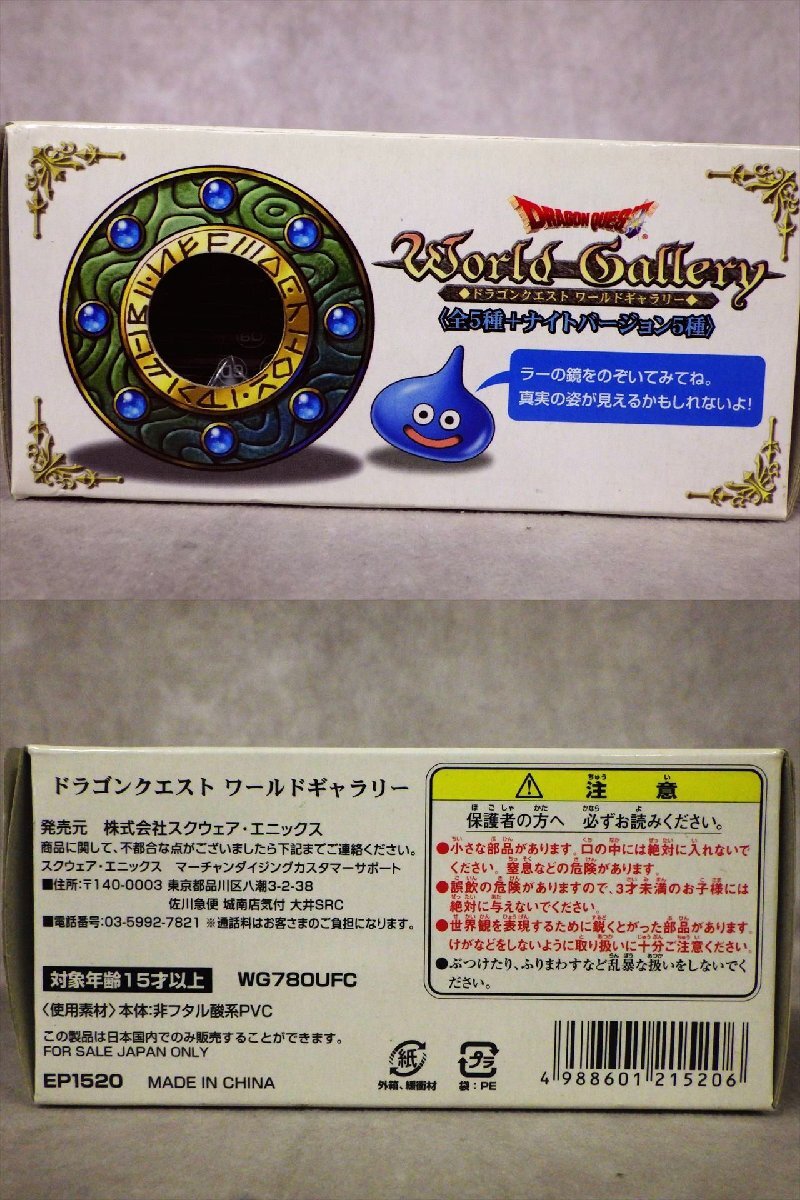 DRAGON QUEST
World Gallery
◆ドラゴンクエスト ワールドギャラリー◆
〈全5種+ナイトバージョン5種〉
ラーの鏡をのぞいてみてね。
真実の姿が見えるかもしれないよ!
ドラゴンクエスト ワールドギャラリー
発売元 株式会社スクウェア・エニックス
商品に関して、不都合な点がございましたら下記までご連絡ください。
スクウェア・エニックス マーチャンダイジングカスタマーサポート
■住所:〒140-0003 東京都品川区八潮3-2-38
佐川急便 城南店気付 大井SRC
■電話番号:03-5992-7821 ※通話料はお客さまのご負担になります。
対象年齢15才以上 WG780UFC
〈使用素材〉本体:非フタル酸系PVC
この製品は日本国内でのみ販売することができます。
FOR SALE JAPAN ONLY
EP1520 MADE IN CHINA
注意
保護者の方へ 必ずお読みください。
●小さな部品があります。口の中には絶対に入れないで
ください。窒息などの危険があります。
●誤飲の危険がありますので、3才未満のお子様には
絶対に与えないでください。
●世界観を表現するために鋭くとがった部品があります。
けがなどをしないように取り扱いに十分ご注意ください。
●ぶつけたり、ふりまわすなど乱暴な扱いをしないでく
ださい。
紙
外箱、緩衝材
プラ
袋:PE
4 988601 215206